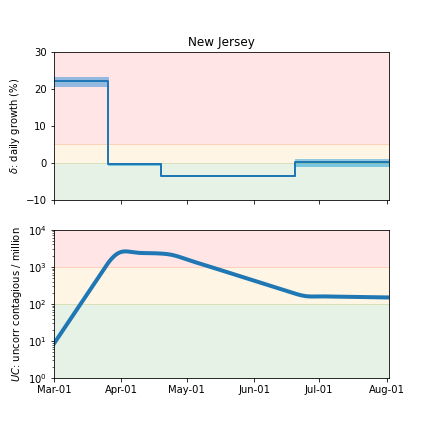 New Jersey
δ: daily growth (%)
30
20
10
0
−10
UC: uncorr contagious / million
10⁴
10³
10²
10¹
10⁰
Mar-01 Apr-01 May-01 Jun-01 Jul-01 Aug-01